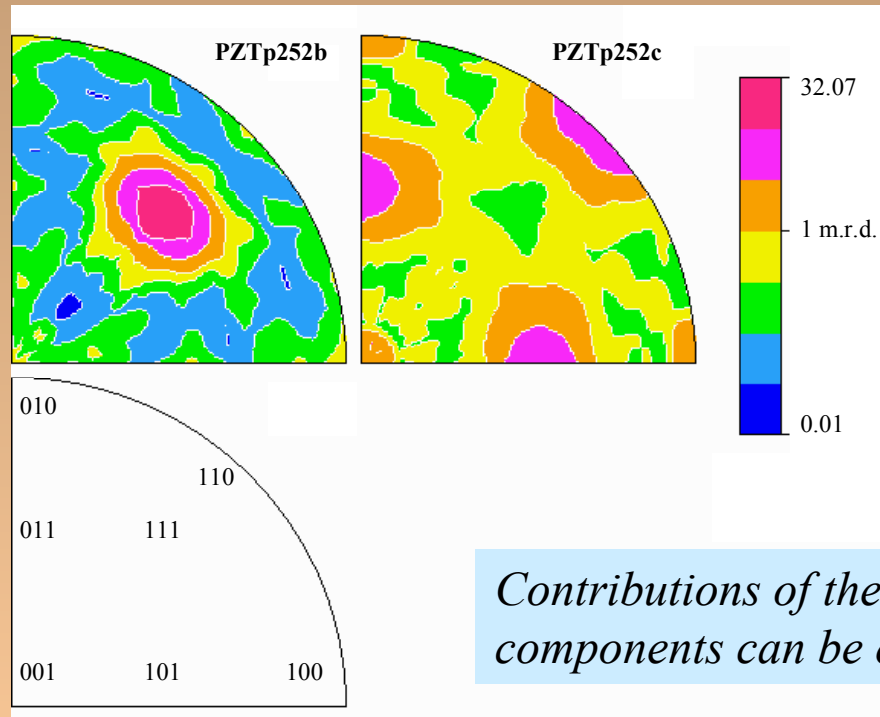 PZTp252b
PZTp252c
32.07
1 m.r.d.
0.01
010
110
011 111
001 101 100
Contributions of the
components can be